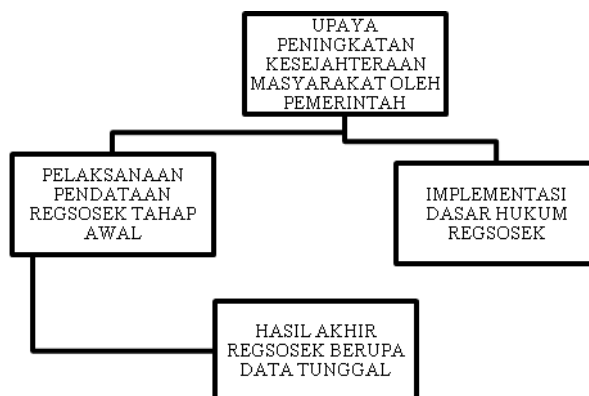 UPAYA
PENINGKATAN
KESEJAHTERAAN
MASYARAKAT OLEH
PEMERINTAH
PELAKSANAAN
PENDATAAN
REGSOSEK TAHAP
AWAL
IMPLEMENTASI
DASAR HUKUM
REGSOSEK
HASIL AKHIR
REGSOSEK BERUPA
DATA TUNGGAL